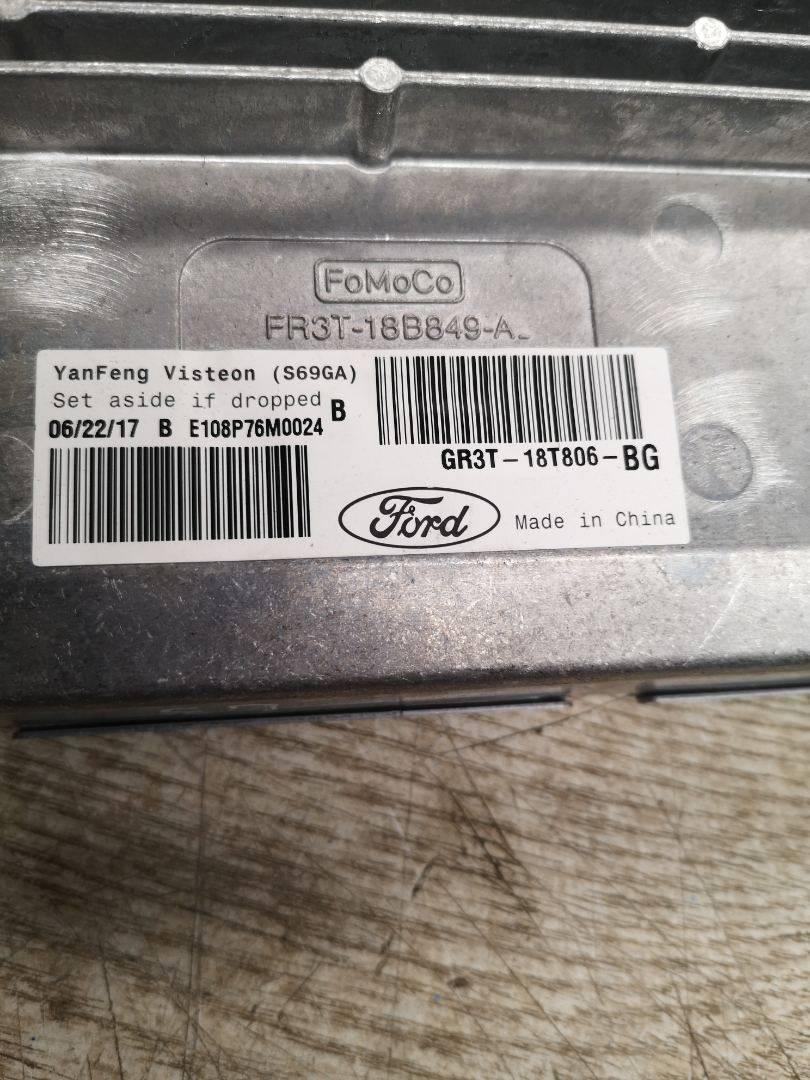 FoMoCo
FR3T-18B849-A_
YanFeng Visteon (S69GA)
Set aside if dropped B
06/22/17 B E108P76M0024
GR3T-18T806-BG
Ford
Made in China